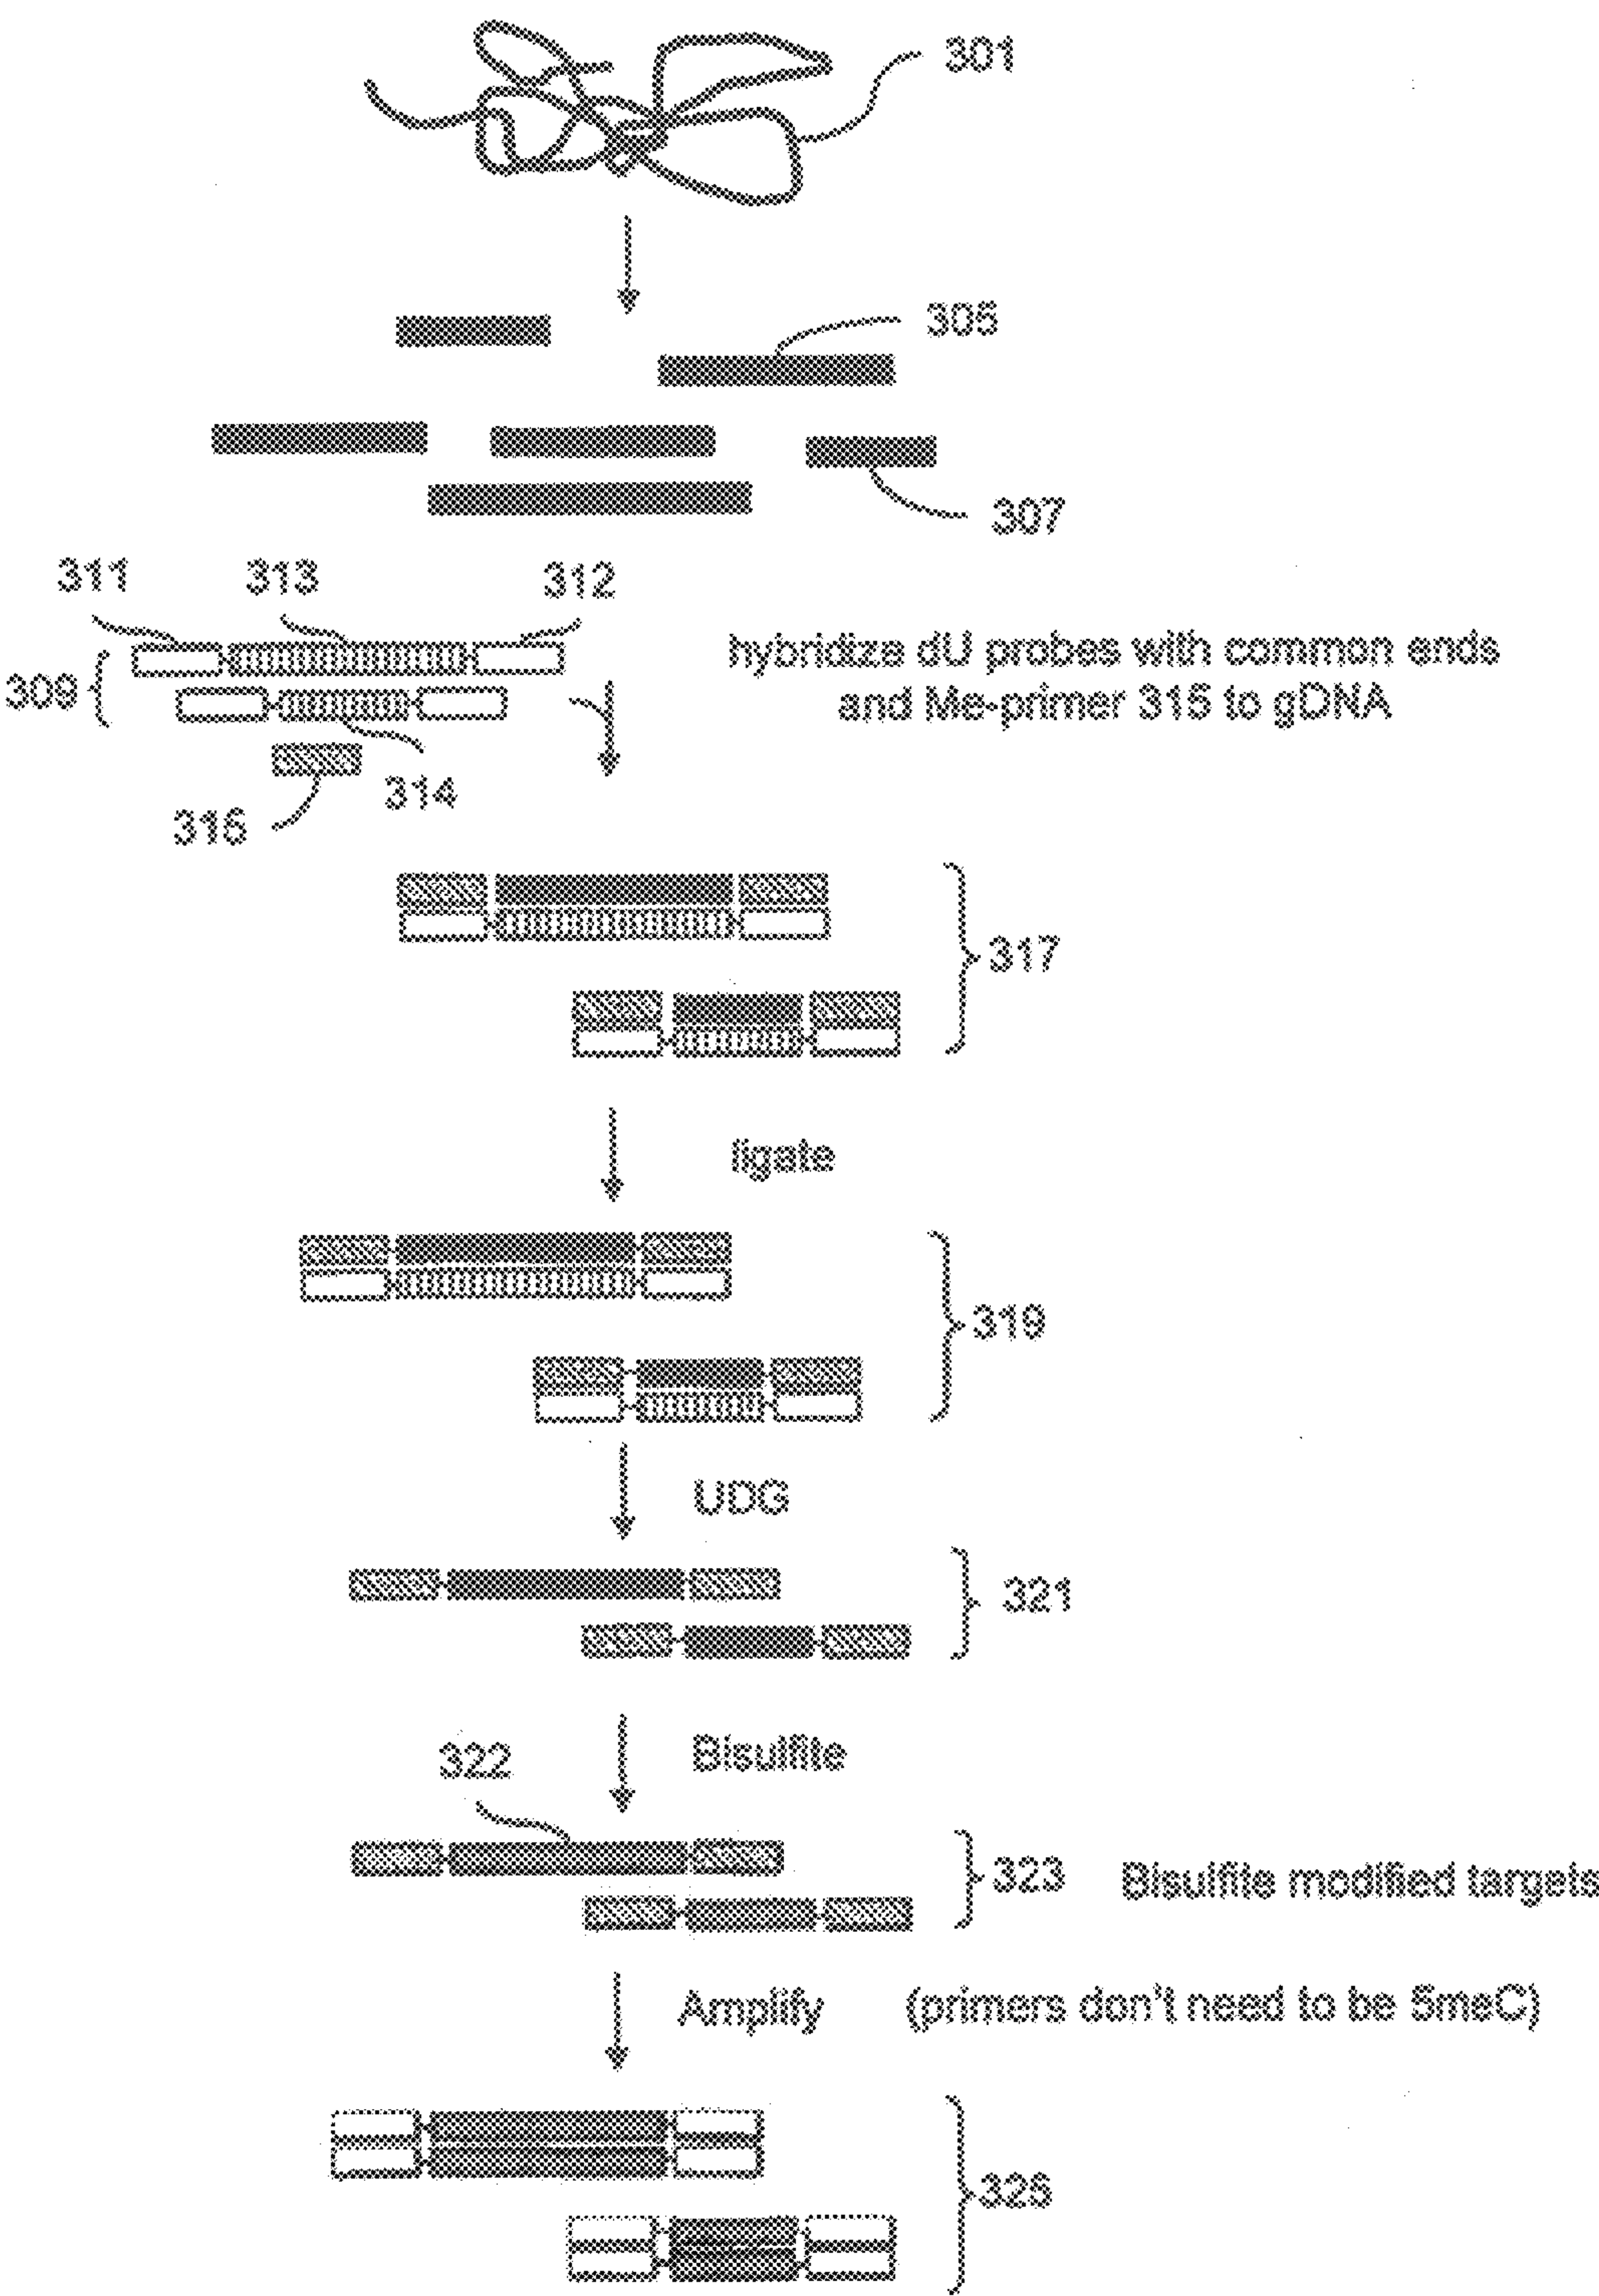 301
305
307
311 313 312
hybridize dU probes with common ends
309
and Me-primer 315 to gDNA
314
315
317
ligate
319
UDG
321
322
Bisulfite
323 Bisulfite modified targets
Amplify (primers don't need to be 5meC)
325